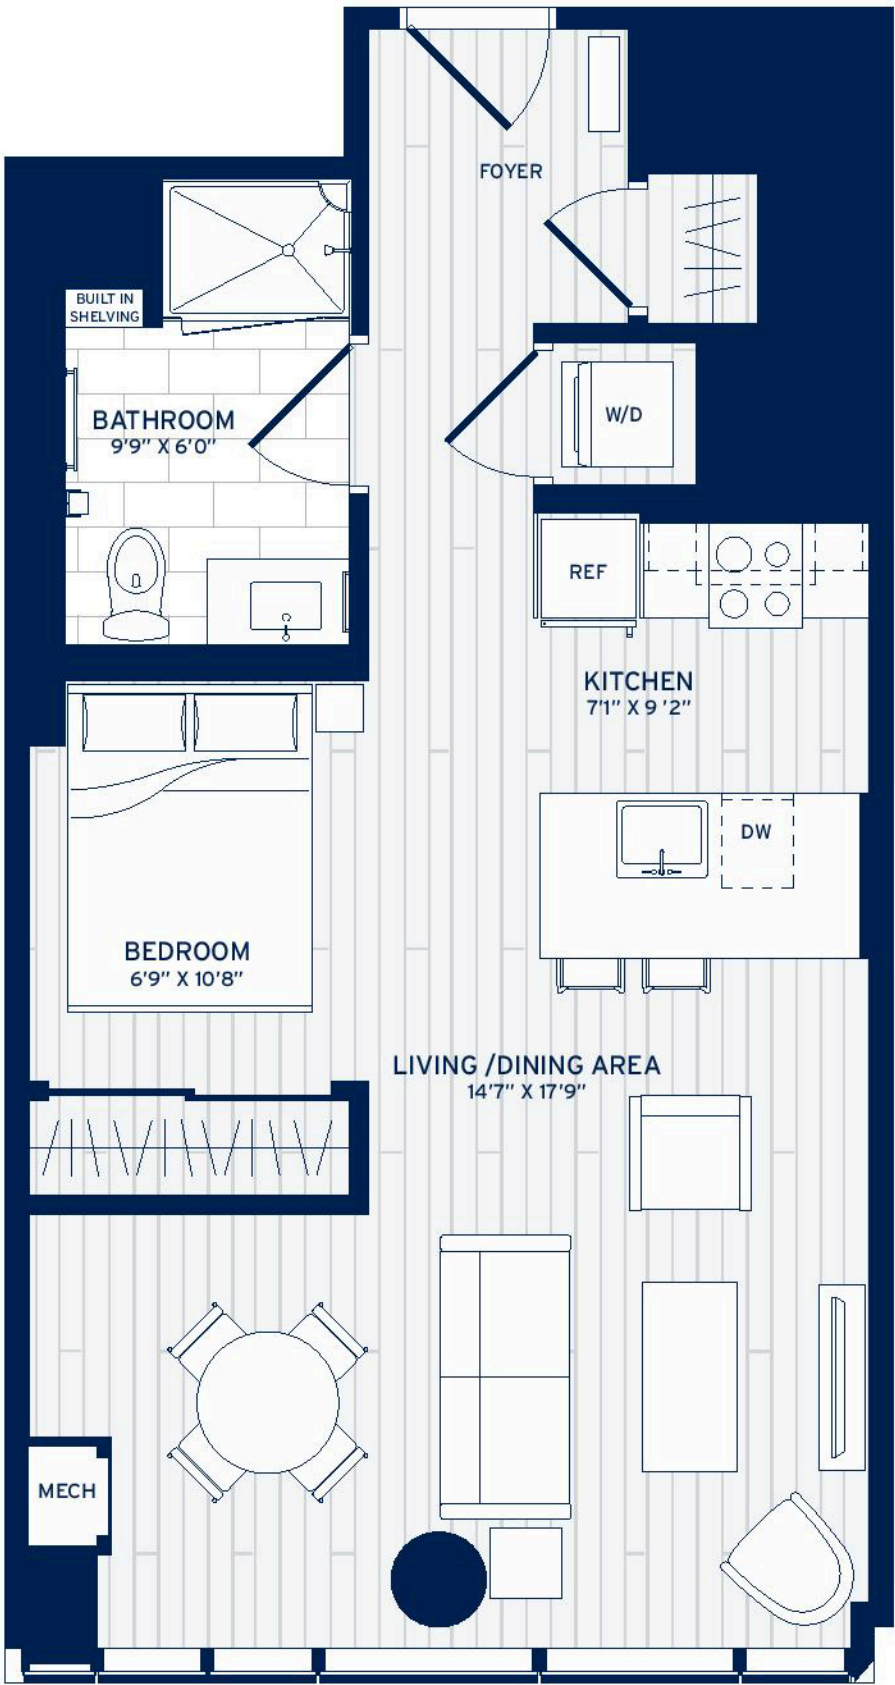 FOYER
BUILT IN
SHELVING
BATHROOM
9'9" X 6'0"
W/D
REF
KITCHEN
7'1" X 9 '2"
DW
BEDROOM
6'9" X 10'8"
LIVING /DINING AREA
14'7" X 17'9"
MECH